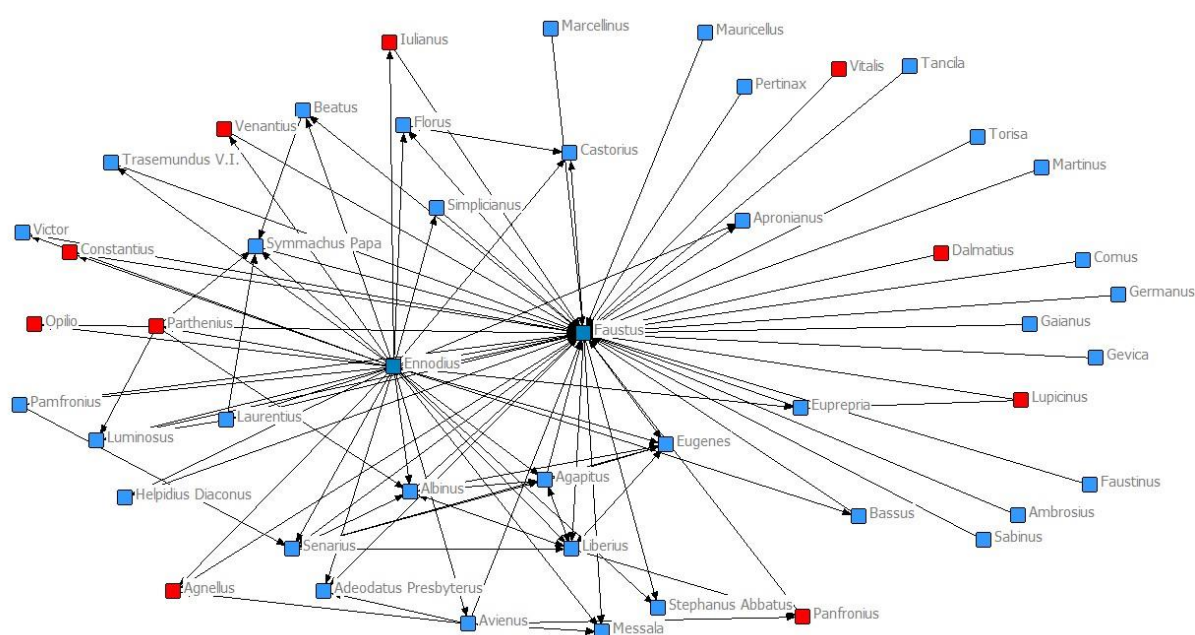 Marcellinus
Mauricellus
Iulianus
Vitalis
Tancila
Pertinax
Beatus
Venantius
Florus
Torisa
Castorius
Trasemundus V.I.
Martinus
Simplicianus
Apronianus
Victor
Symmachus Papa
Constantius
Dalmatius
Comus
Germanus
Opilio
Parthenius
Gaianus
Faustus
Gevica
Ennodius
Lupicinus
Pamfronius
Euprepria
Laurentius
Luminosus
Eugenes
Agapitus
Faustinus
Helpidius Diaconus
Albinus
Bassus
Ambrosius
Sabinus
Senarius
Liberius
Agnellus
Adeodatus Presbyterus
Stephanus Abbatus
Panfronius
Avienus
Messala